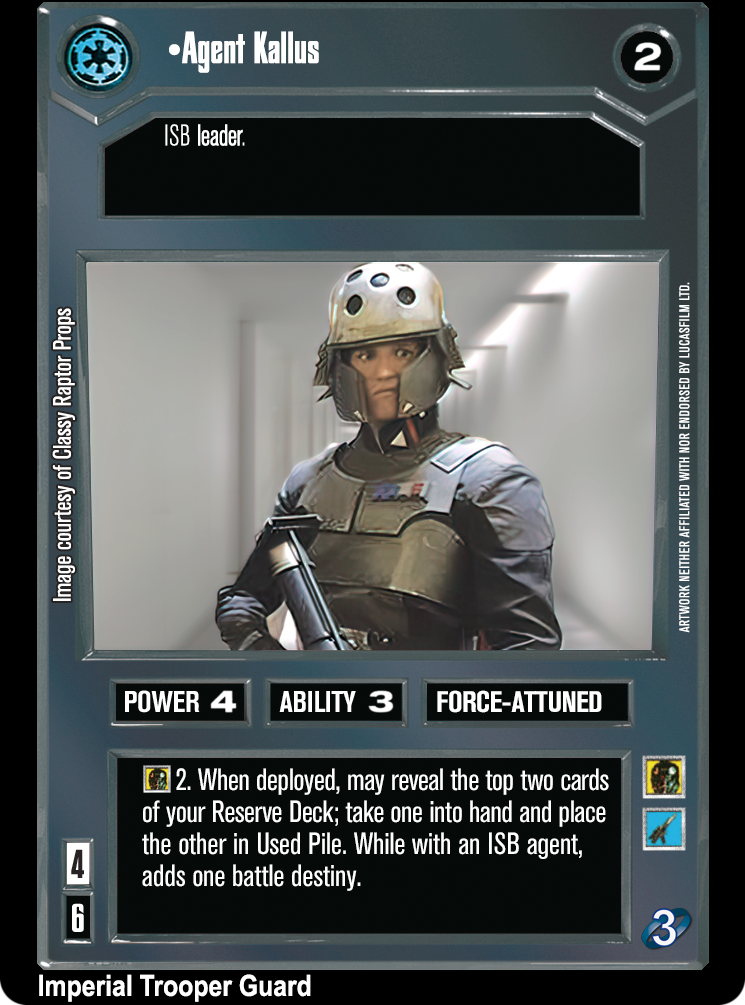 •Agent Kallus
2
ISB leader.
Image courtesy of Classy Raptor Props
ARTWORK NEITHER AFFILIATED WITH NOR ENDORSED BY LUCASFILM LTD.
POWER 4
ABILITY 3
FORCE-ATTUNED
2. When deployed, may reveal the top two cards
of your Reserve Deck; take one into hand and place
the other in Used Pile. While with an ISB agent,
adds one battle destiny.
4
6
3
Imperial Trooper Guard